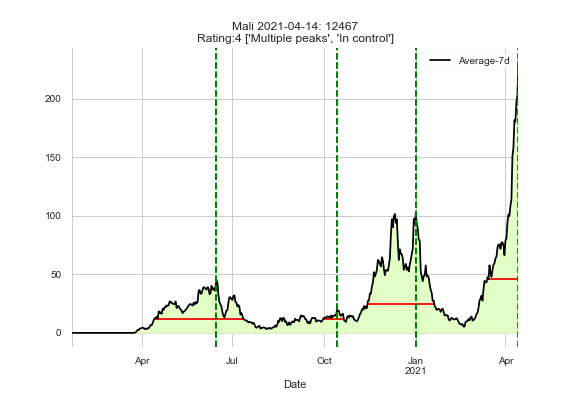 Mali 2021-04-14: 12467
Rating:4 ['Multiple peaks', 'In control']
Average-7d
200
150
100
50
0
Apr
Jul
Oct
Jan
2021
Apr
Date